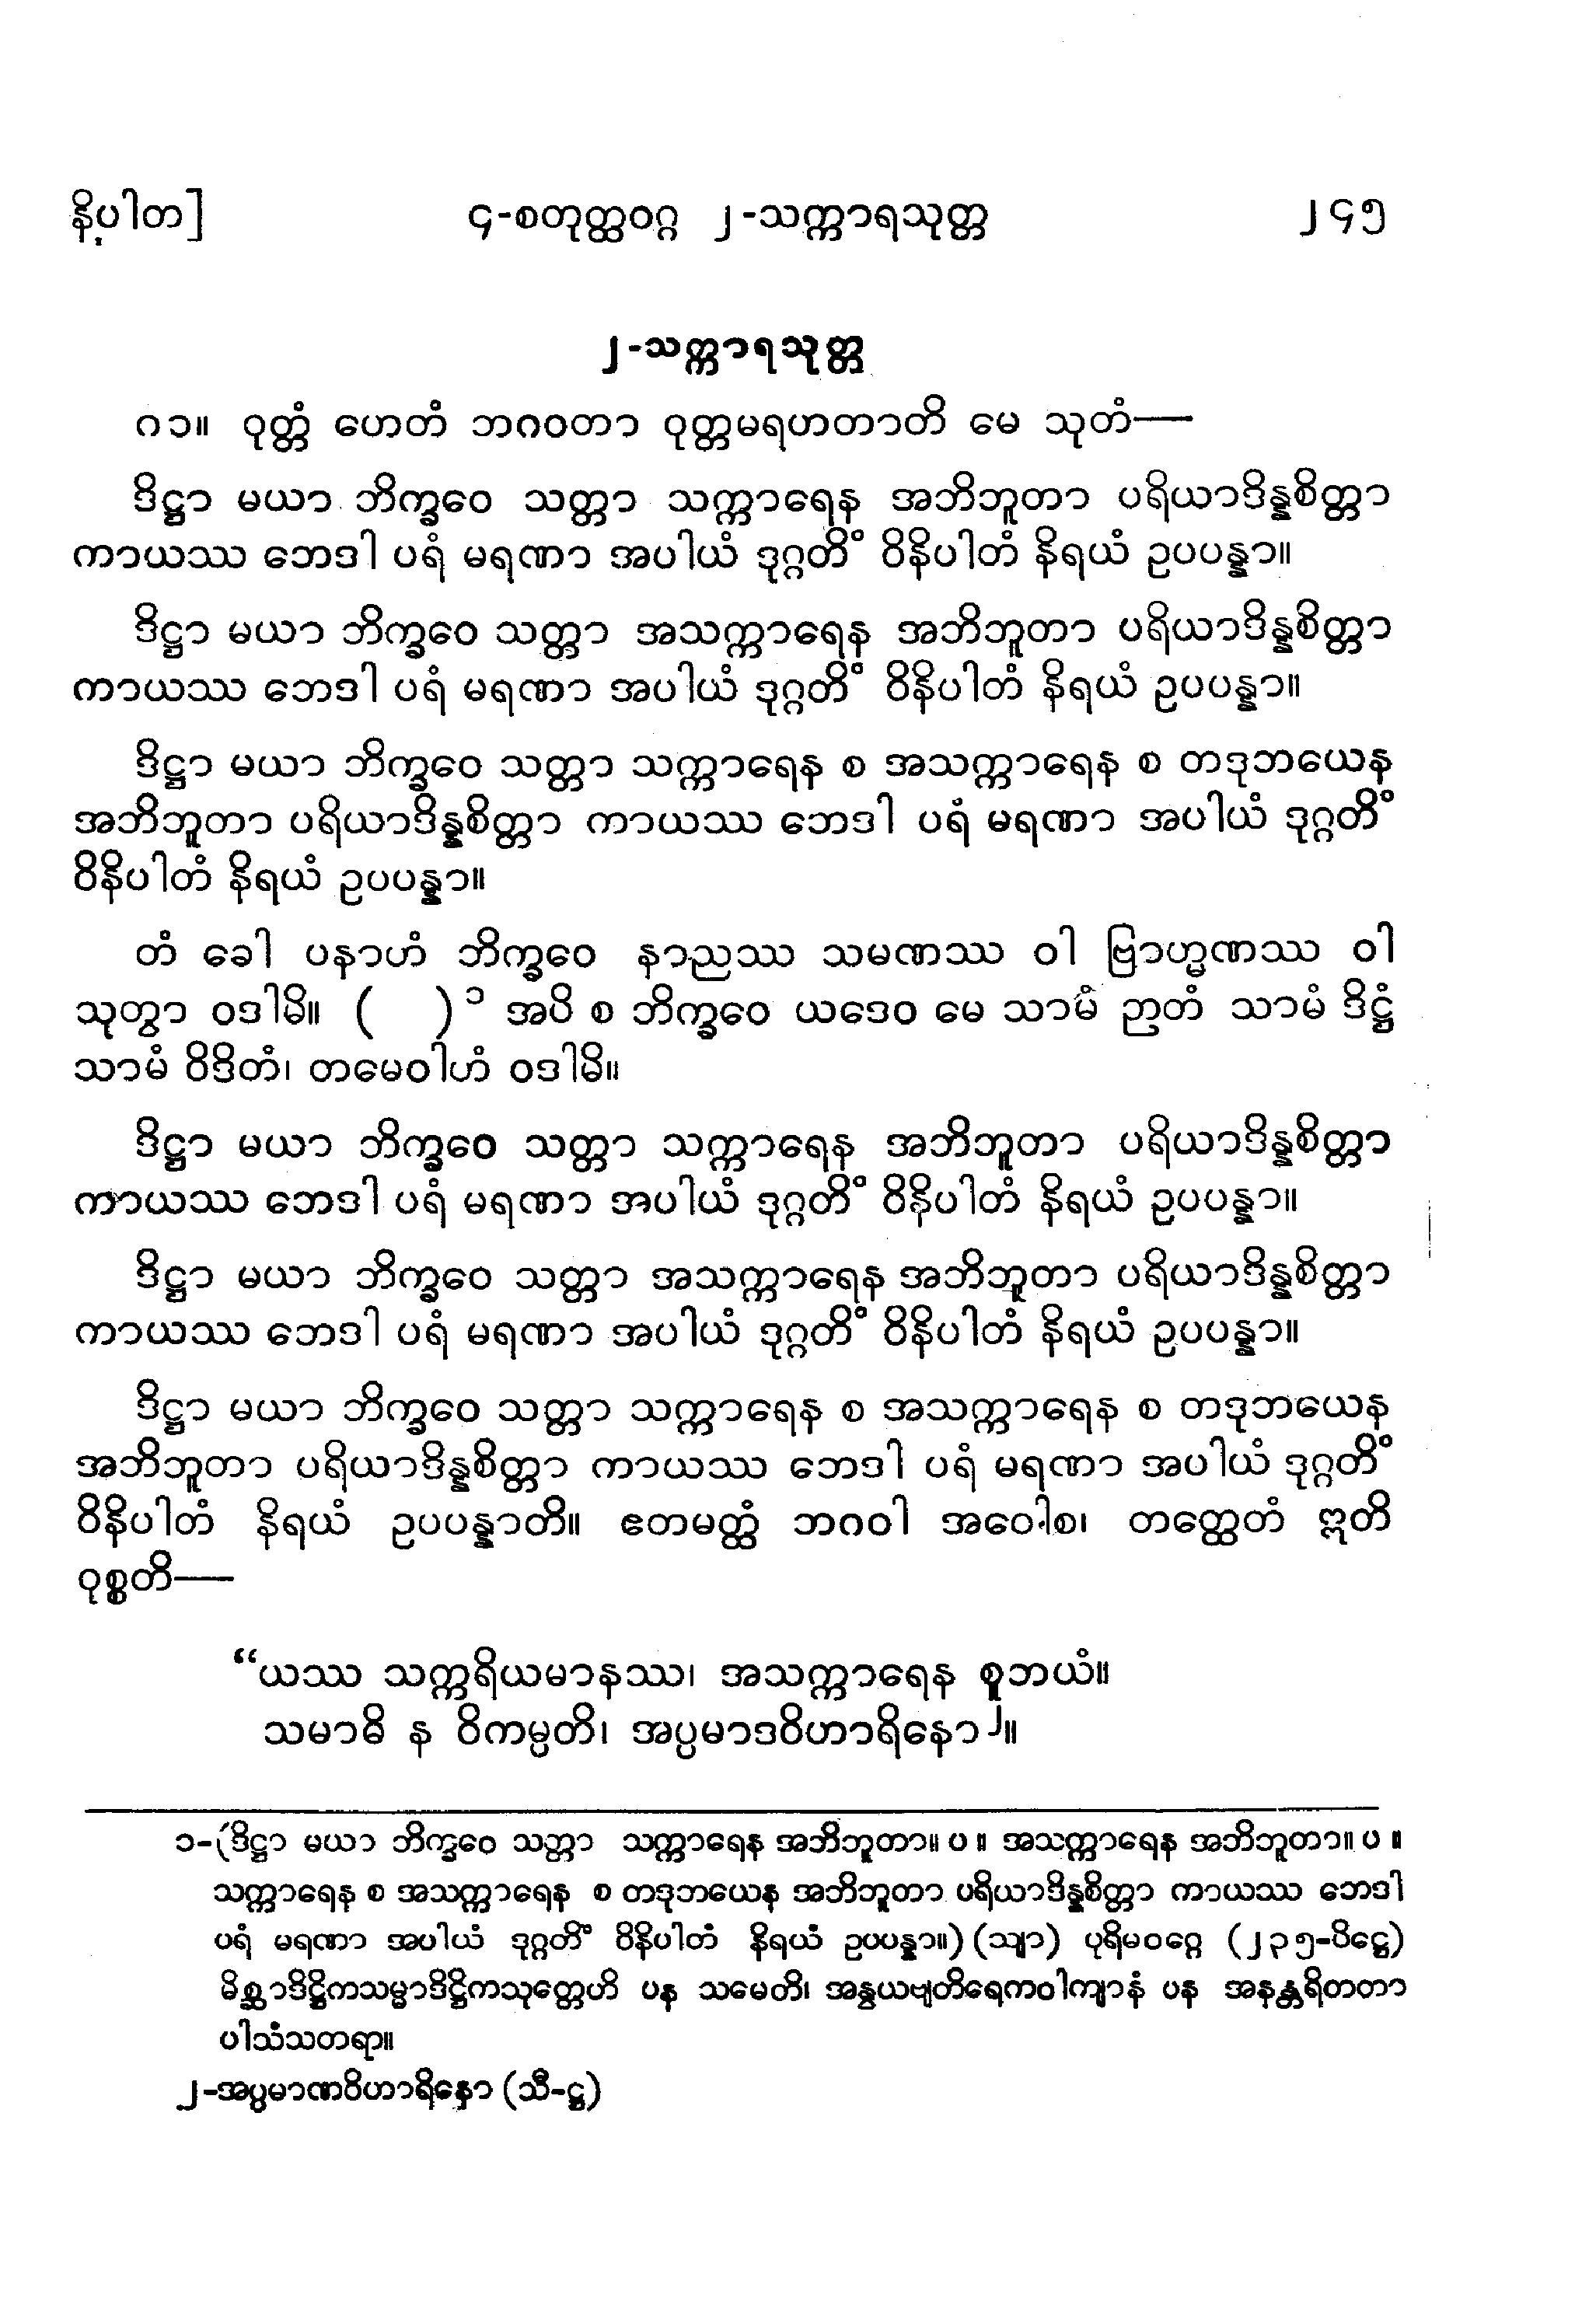 နိပါတ] ၄-စတုတ္ထဝဂ္ဂ ၂-သက္ကာရသုတ္တ ၂၄၅
၂-သက္ကာရသုတ္တ
၈၁။ ဝုတ္တံ ဟေတံ ဘဂဝတာ ဝုတ္တမရဟတာတိ မေ သုတံ—
ဒိဋ္ဌာ မယာ ဘိက္ခဝေ သတ္တာ သက္ကာရေန အဘိဘူတာ ပရိယာဒိန္နစိတ္တာ
ကာယဿ ဘေဒါ ပရံ မရဏာ အပါယံ ဒုဂ္ဂတိံ ဝိနိပါတံ နိရယံ ဥပပန္နာ။
ဒိဋ္ဌာ မယာ ဘိက္ခဝေ သတ္တာ အသက္ကာရေန အဘိဘူတာ ပရိယာဒိန္နစိတ္တာ
ကာယဿ ဘေဒါ ပရံ မရဏာ အပါယံ ဒုဂ္ဂတိံ ဝိနိပါတံ နိရယံ ဥပပန္နာ။
ဒိဋ္ဌာ မယာ ဘိက္ခဝေ သတ္တာ သက္ကာရေန စ အသက္ကာရေန စ တဒုဘယေန
အဘိဘူတာ ပရိယာဒိန္နစိတ္တာ ကာယဿ ဘေဒါ ပရံ မရဏာ အပါယံ ဒုဂ္ဂတိံ
ဝိနိပါတံ နိရယံ ဥပပန္နာ။
တံ ခေါ ပနာဟံ ဘိက္ခဝေ နာညဿ သမဏဿ ဝါ ဗြာဟ္မဏဿ ဝါ
သုတွာ ဝဒါမိ။ ( )၁ အပိ စ ဘိက္ခဝေ ယဒေဝ မေ သာမံ ဉာတံ သာမံ ဒိဋ္ဌံ
သာမံ ဝိဒိတံ၊ တမေဝါဟံ ဝဒါမိ။
ဒိဋ္ဌာ မယာ ဘိက္ခဝေ သတ္တာ သက္ကာရေန အဘိဘူတာ ပရိယာဒိန္နစိတ္တာ
ကာယဿ ဘေဒါ ပရံ မရဏာ အပါယံ ဒုဂ္ဂတိံ ဝိနိပါတံ နိရယံ ဥပပန္နာ။
ဒိဋ္ဌာ မယာ ဘိက္ခဝေ သတ္တာ အသက္ကာရေန အဘိဘူတာ ပရိယာဒိန္နစိတ္တာ
ကာယဿ ဘေဒါ ပရံ မရဏာ အပါယံ ဒုဂ္ဂတိံ ဝိနိပါတံ နိရယံ ဥပပန္နာ။
ဒိဋ္ဌာ မယာ ဘိက္ခဝေ သတ္တာ သက္ကာရေန စ အသက္ကာရေန စ တဒုဘယေန
အဘိဘူတာ ပရိယာဒိန္နစိတ္တာ ကာယဿ ဘေဒါ ပရံ မရဏာ အပါယံ ဒုဂ္ဂတိံ
ဝိနိပါတံ နိရယံ ဥပပန္နာတိ။ ဧတမတ္ထံ ဘဂဝါ အဝေါစ၊ တတ္ထေတံ ဣတိ
ဝုစ္စတိ—
“ယဿ သက္ကရိယမာနဿ၊ အသက္ကာရေန စူဘယံ။
သမာဓိ န ဝိကမ္ပတိ၊ အပ္ပမာဒဝိဟာရိနော၂။
၁-(ဒိဋ္ဌာ မယာ ဘိက္ခဝေ သတ္တာ သက္ကာရေန အဘိဘူတာ။ ပ ။ အသက္ကာရေန အဘိဘူတာ။ ပ ။
သက္ကာရေန စ အသက္ကာရေန စ တဒုဘယေန အဘိဘူတာ ပရိယာဒိန္နစိတ္တာ ကာယဿ ဘေဒါ
ပရံ မရဏာ အပါယံ ဒုဂ္ဂတိံ ဝိနိပါတံ နိရယံ ဥပပန္နာ။) (သျာ) ပုရိမဝဂ္ဂေ (၂၃၅-ပိဋ္ဌေ)
မိစ္ဆာဒိဋ္ဌိကသမ္မာဒိဋ္ဌိကသုတ္တေဟိ ပန သမေတိ၊ အနွယဗျတိရေကဝါကျာနံ ပန အနန္တရိတတာ
ပါသံသတရာ။
၂-အပ္ပမာဏဝိဟာရိနော (သီ-ဋ္ဌ)